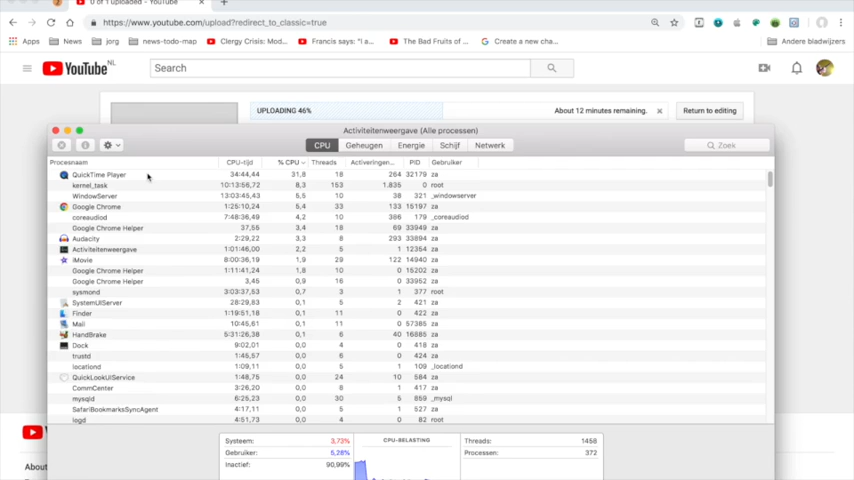 0 of 1 uploaded - YouTube
https://www.youtube.com/upload?redirect_to_classic=true
Apps News jorg news-todo-map Clergy Crisis: Mod... Francis says: "I a... The Bad Fruits of ... Create a new cha... Andere bladwijzers
YouTube NL Search
UPLOADING 46% About 12 minutes remaining. Return to editing
Activiteitenweergave (Alle processen)
CPU Geheugen Energie Schijf Netwerk Zoek
Procesnaam CPU-tijd % CPU Threads Activeringen... PID Gebruiker
QuickTime Player 34:44,44 31,8 18 264 32179 za
kernel_task 10:13:56,72 8,3 153 1.835 0 root
WindowServer 13:03:45,43 5,5 10 38 321 _windowserver
Google Chrome 1:25:10,24 5,4 33 133 15197 za
coreaudiod 7:48:36,49 4,2 10 386 179 _coreaudiod
Google Chrome Helper 37,55 3,4 18 69 33949 za
Audacity 2:29,22 3,3 8 293 33894 za
Activiteitenweergave 1:01:46,00 2,2 5 1 12354 za
iMovie 8:00:36,19 1,9 29 122 14940 za
Google Chrome Helper 1:11:41,24 1,8 10 0 15202 za
Google Chrome Helper 3,45 0,9 16 0 33952 za
sysmond 3:03:37,53 0,7 3 1 377 root
SystemUIServer 28:29,83 0,1 5 2 421 za
Finder 1:19:51,18 0,1 11 0 422 za
Mail 10:45,61 0,1 11 0 57385 za
HandBrake 5:31:26,38 0,1 6 40 16885 za
Dock 9:02,01 0,0 4 0 420 za
trustd 1:45,57 0,0 6 0 424 za
locationd 1:09,11 0,0 5 1 109 _locationd
QuickLookUIService 1:48,75 0,0 24 10 584 za
CommCenter 3:26,20 0,0 8 1 417 za
mysqld 6:25,23 0,0 30 5 859 _mysql
SafariBookmarksSyncAgent 4:17,11 0,0 5 1 527 za
logd 4:51,73 0,0 4 0 82 root
Systeem: 3,73% CPU-BELASTING Threads: 1458
Gebruiker: 5,28% Processen: 372
Inactief: 90,99%
About